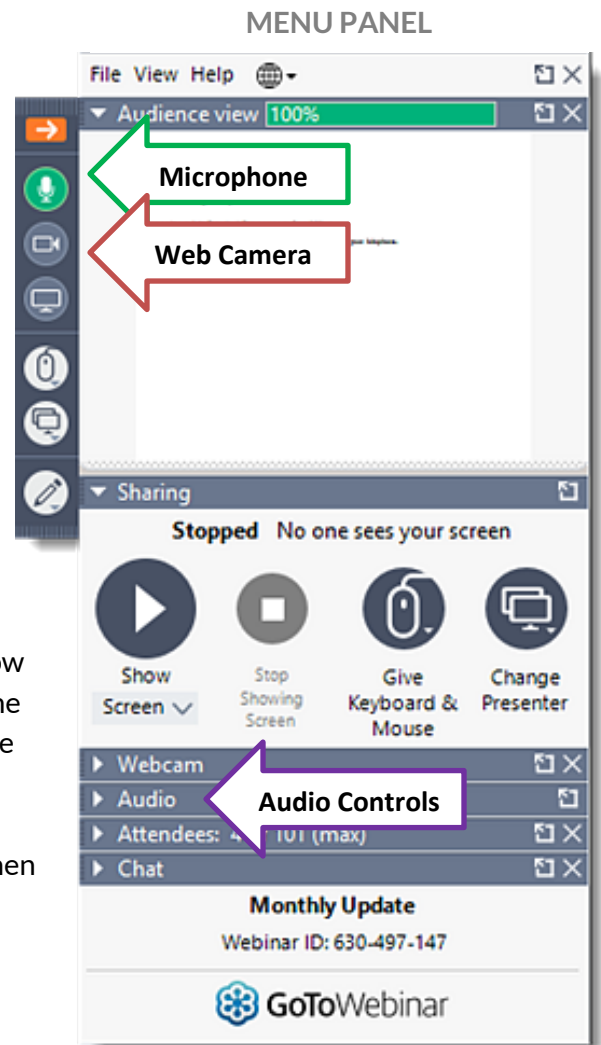 MENU PANEL
File View Help
Audience view 100%
Microphone
Web Camera
Sharing
Stopped No one sees your screen
Show
Screen
Stop
Showing
Screen
Give
Keyboard &
Mouse
Change
Presenter
Webcam
Audio
Audio Controls
Attendees: 101 (max)
Chat
Monthly Update
Webinar ID: 630-497-147
GoToWebinar